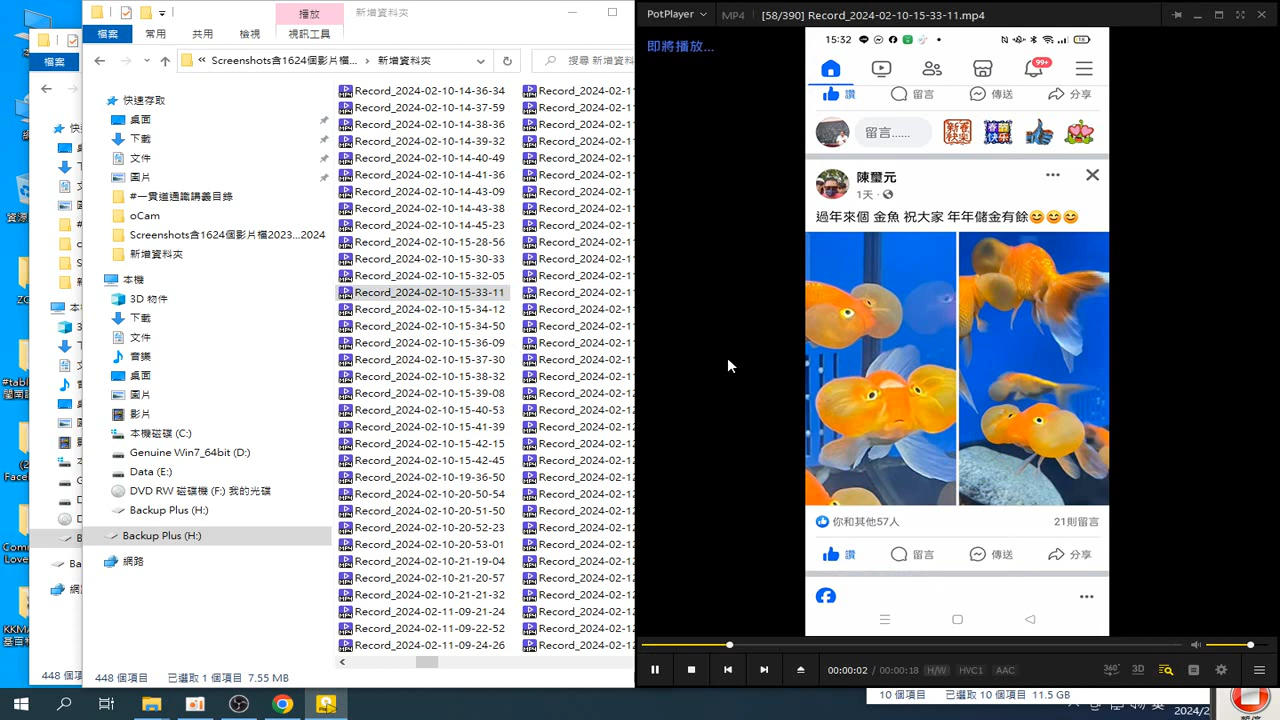 播放
新增資料夾
檔案
常用
共用
檢視
視訊工具
檔案
Screenshots含1624個影片檔...
新增資料夾
搜尋 新增資料
快速存取
桌面
下載
文件
圖片
#一貫道通識講義目錄
oCam
Screenshots含1624個影片檔2023...2024
新增資料夾
本機
3D 物件
下載
文件
音樂
桌面
圖片
影片
本機磁碟 (C:)
Genuine Win7_64bit (D:)
Data (E:)
DVD RW 磁碟機 (F:) 我的光碟
Backup Plus (H:)
Backup Plus (H:)
網路
Record_2024-02-10-14-36-34
Record_2024-02-10-14-37-59
Record_2024-02-10-14-38-36
Record_2024-02-10-14-39-32
Record_2024-02-10-14-40-49
Record_2024-02-10-14-41-36
Record_2024-02-10-14-43-09
Record_2024-02-10-14-43-38
Record_2024-02-10-14-45-23
Record_2024-02-10-15-28-56
Record_2024-02-10-15-30-33
Record_2024-02-10-15-32-05
Record_2024-02-10-15-33-11
Record_2024-02-10-15-34-12
Record_2024-02-10-15-34-50
Record_2024-02-10-15-36-09
Record_2024-02-10-15-37-30
Record_2024-02-10-15-38-32
Record_2024-02-10-15-39-08
Record_2024-02-10-15-40-53
Record_2024-02-10-15-41-39
Record_2024-02-10-15-42-15
Record_2024-02-10-15-42-45
Record_2024-02-10-19-36-50
Record_2024-02-10-20-50-54
Record_2024-02-10-20-51-50
Record_2024-02-10-20-52-23
Record_2024-02-10-20-53-01
Record_2024-02-10-21-19-04
Record_2024-02-10-21-20-57
Record_2024-02-10-21-21-32
Record_2024-02-11-09-21-24
Record_2024-02-11-09-22-52
Record_2024-02-11-09-24-26
448 個項目
已選取 1 個項目
7.55 MB
PotPlayer
MP4
[58/390] Record_2024-02-10-15-33-11.mp4
即將播放...
15:32
99+
讚
留言
傳送
分享
留言......
陳璽元
1天
過年來個 金魚 祝大家 年年儲金有餘😊😊😊
你和其他57人
21則留言
讚
留言
傳送
分享
00:00:02 / 00:00:18
H/W
HVC1
AAC
360°
3D
10 個項目
已選取 10 個項目
11.5 GB